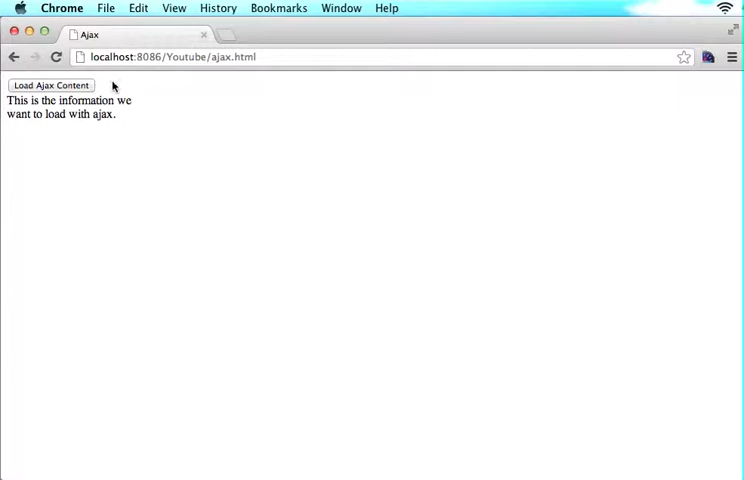 Chrome File Edit View History Bookmarks Window Help
Ajax
localhost:8086/Youtube/ajax.html
Load Ajax Content
This is the information we
want to load with ajax.